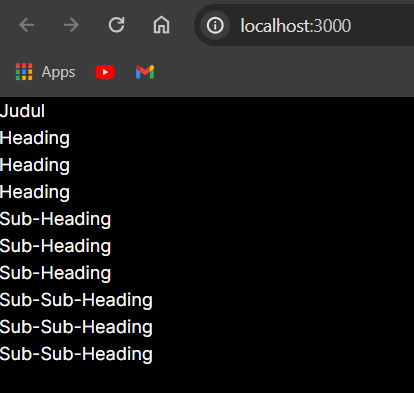 localhost:3000
Apps
Judul
Heading
Heading
Heading
Sub-Heading
Sub-Heading
Sub-Heading
Sub-Sub-Heading
Sub-Sub-Heading
Sub-Sub-Heading